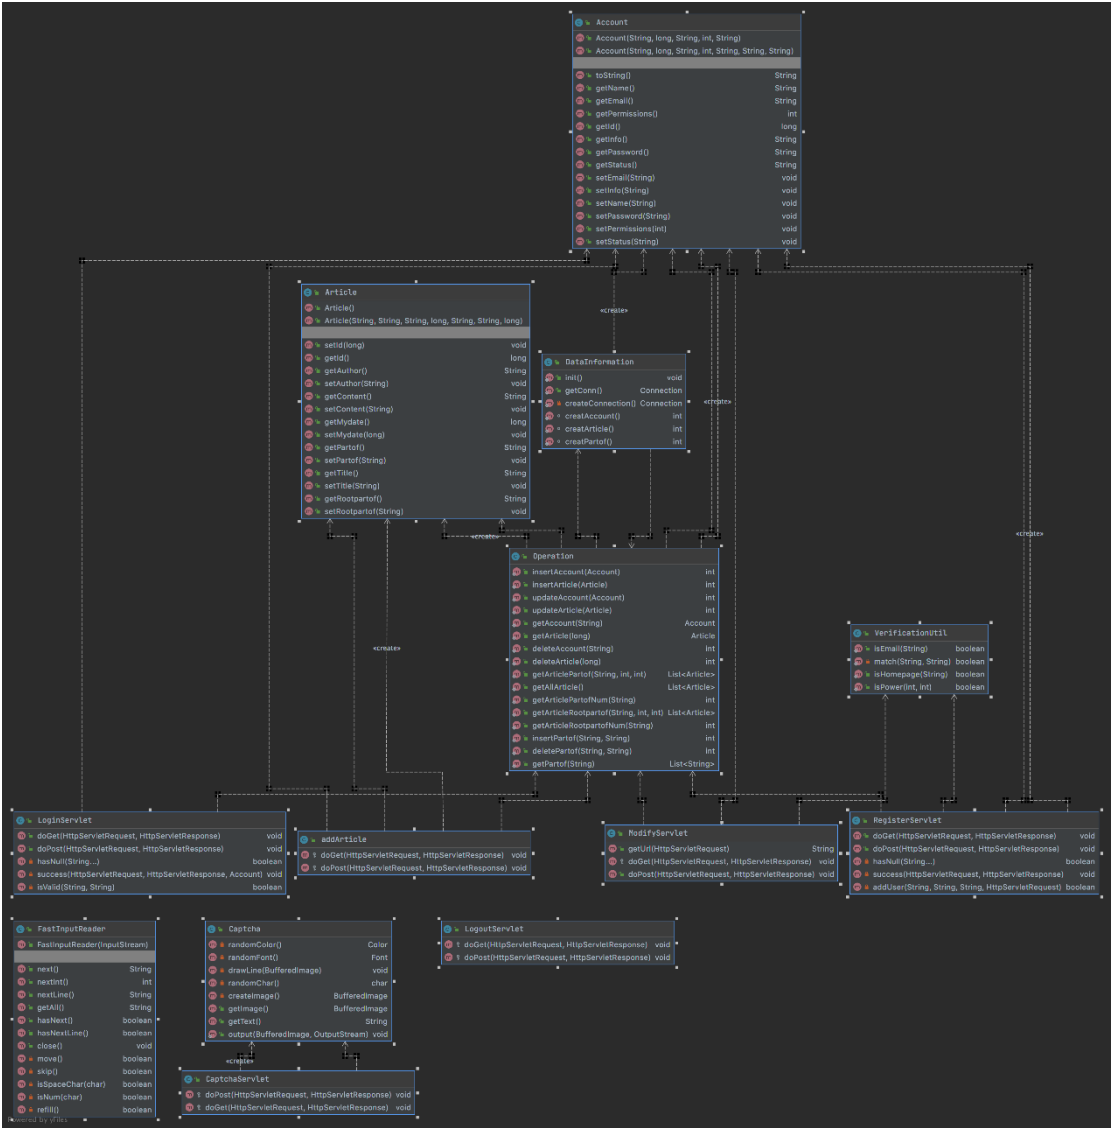 Account
Account(String, long, String, int, String)
Account(String, long, String, int, String, String, String)
toString() String
getName() String
getEmail() String
getPermissions() int
getId() long
getInfo() String
getPassword() String
getStatus() String
setEmail(String) void
setInfo(String) void
setName(String) void
setPassword(String) void
setPermissions(int) void
setStatus(String) void
Article
Article()
Article(String, String, String, long, String, String, long)
setId(long) void
getId() long
getAuthor() String
setAuthor(String) void
getContent() String
setContent(String) void
getMydate() long
setMydate(long) void
getPartof() String
setPartof(String) void
getTitle() String
setTitle(String) void
getRootpartof() String
setRootpartof(String) void
«create»
DataInformation
init() void
getConn() Connection
createConnection() Connection
creatAccount() int
creatArticle() int
creatPartof() int
«create»
«create»
«create»
Operation
insertAccount(Account) int
insertArticle(Article) int
updateAccount(Account) int
updateArticle(Article) int
getAccount(String) Account
getArticle(long) Article
deleteAccount(String) int
deleteArticle(long) int
getArticlePartof(String, int, int) List<Article>
getAllArticle() List<Article>
getArticlePartofNum(String) int
getArticleRootpartof(String, int, int) List<Article>
getArticleRootpartofNum(String) int
insertPartof(String, String) int
deletePartof(String, String) int
getPartof(String) List<String>
«create»
VerificationUtil
isEmail(String) boolean
match(String, String) boolean
isHomepage(String) boolean
isPower(int, int) boolean
LoginServlet
doGet(HttpServletRequest, HttpServletResponse) void
doPost(HttpServletRequest, HttpServletResponse) void
hasNull(String...) boolean
success(HttpServletRequest, HttpServletResponse, Account) void
isValid(String, String) boolean
addArticle
doGet(HttpServletRequest, HttpServletResponse) void
doPost(HttpServletRequest, HttpServletResponse) void
ModifyServlet
getUrl(HttpServletRequest) String
doGet(HttpServletRequest, HttpServletResponse) void
doPost(HttpServletRequest, HttpServletResponse) void
RegisterServlet
doGet(HttpServletRequest, HttpServletResponse) void
doPost(HttpServletRequest, HttpServletResponse) void
hasNull(String...) boolean
success(HttpServletRequest, HttpServletResponse) void
addUser(String, String, String, HttpServletRequest) boolean
FastInputReader
FastInputReader(InputStream)
next() String
nextInt() int
nextLine() String
getAll() String
hasNext() boolean
hasNextLine() boolean
close() void
move() boolean
skip() boolean
isSpaceChar(char) boolean
isNum(char) boolean
refill() boolean
Powered by yFiles
Captcha
randomColor() Color
randomFont() Font
drawLine(BufferedImage) void
randomChar() char
createImage() BufferedImage
getImage() BufferedImage
getText() String
output(BufferedImage, OutputStream) void
«create»
CaptchaServlet
doPost(HttpServletRequest, HttpServletResponse) void
doGet(HttpServletRequest, HttpServletResponse) void
LogoutServlet
doGet(HttpServletRequest, HttpServletResponse) void
doPost(HttpServletRequest, HttpServletResponse) void